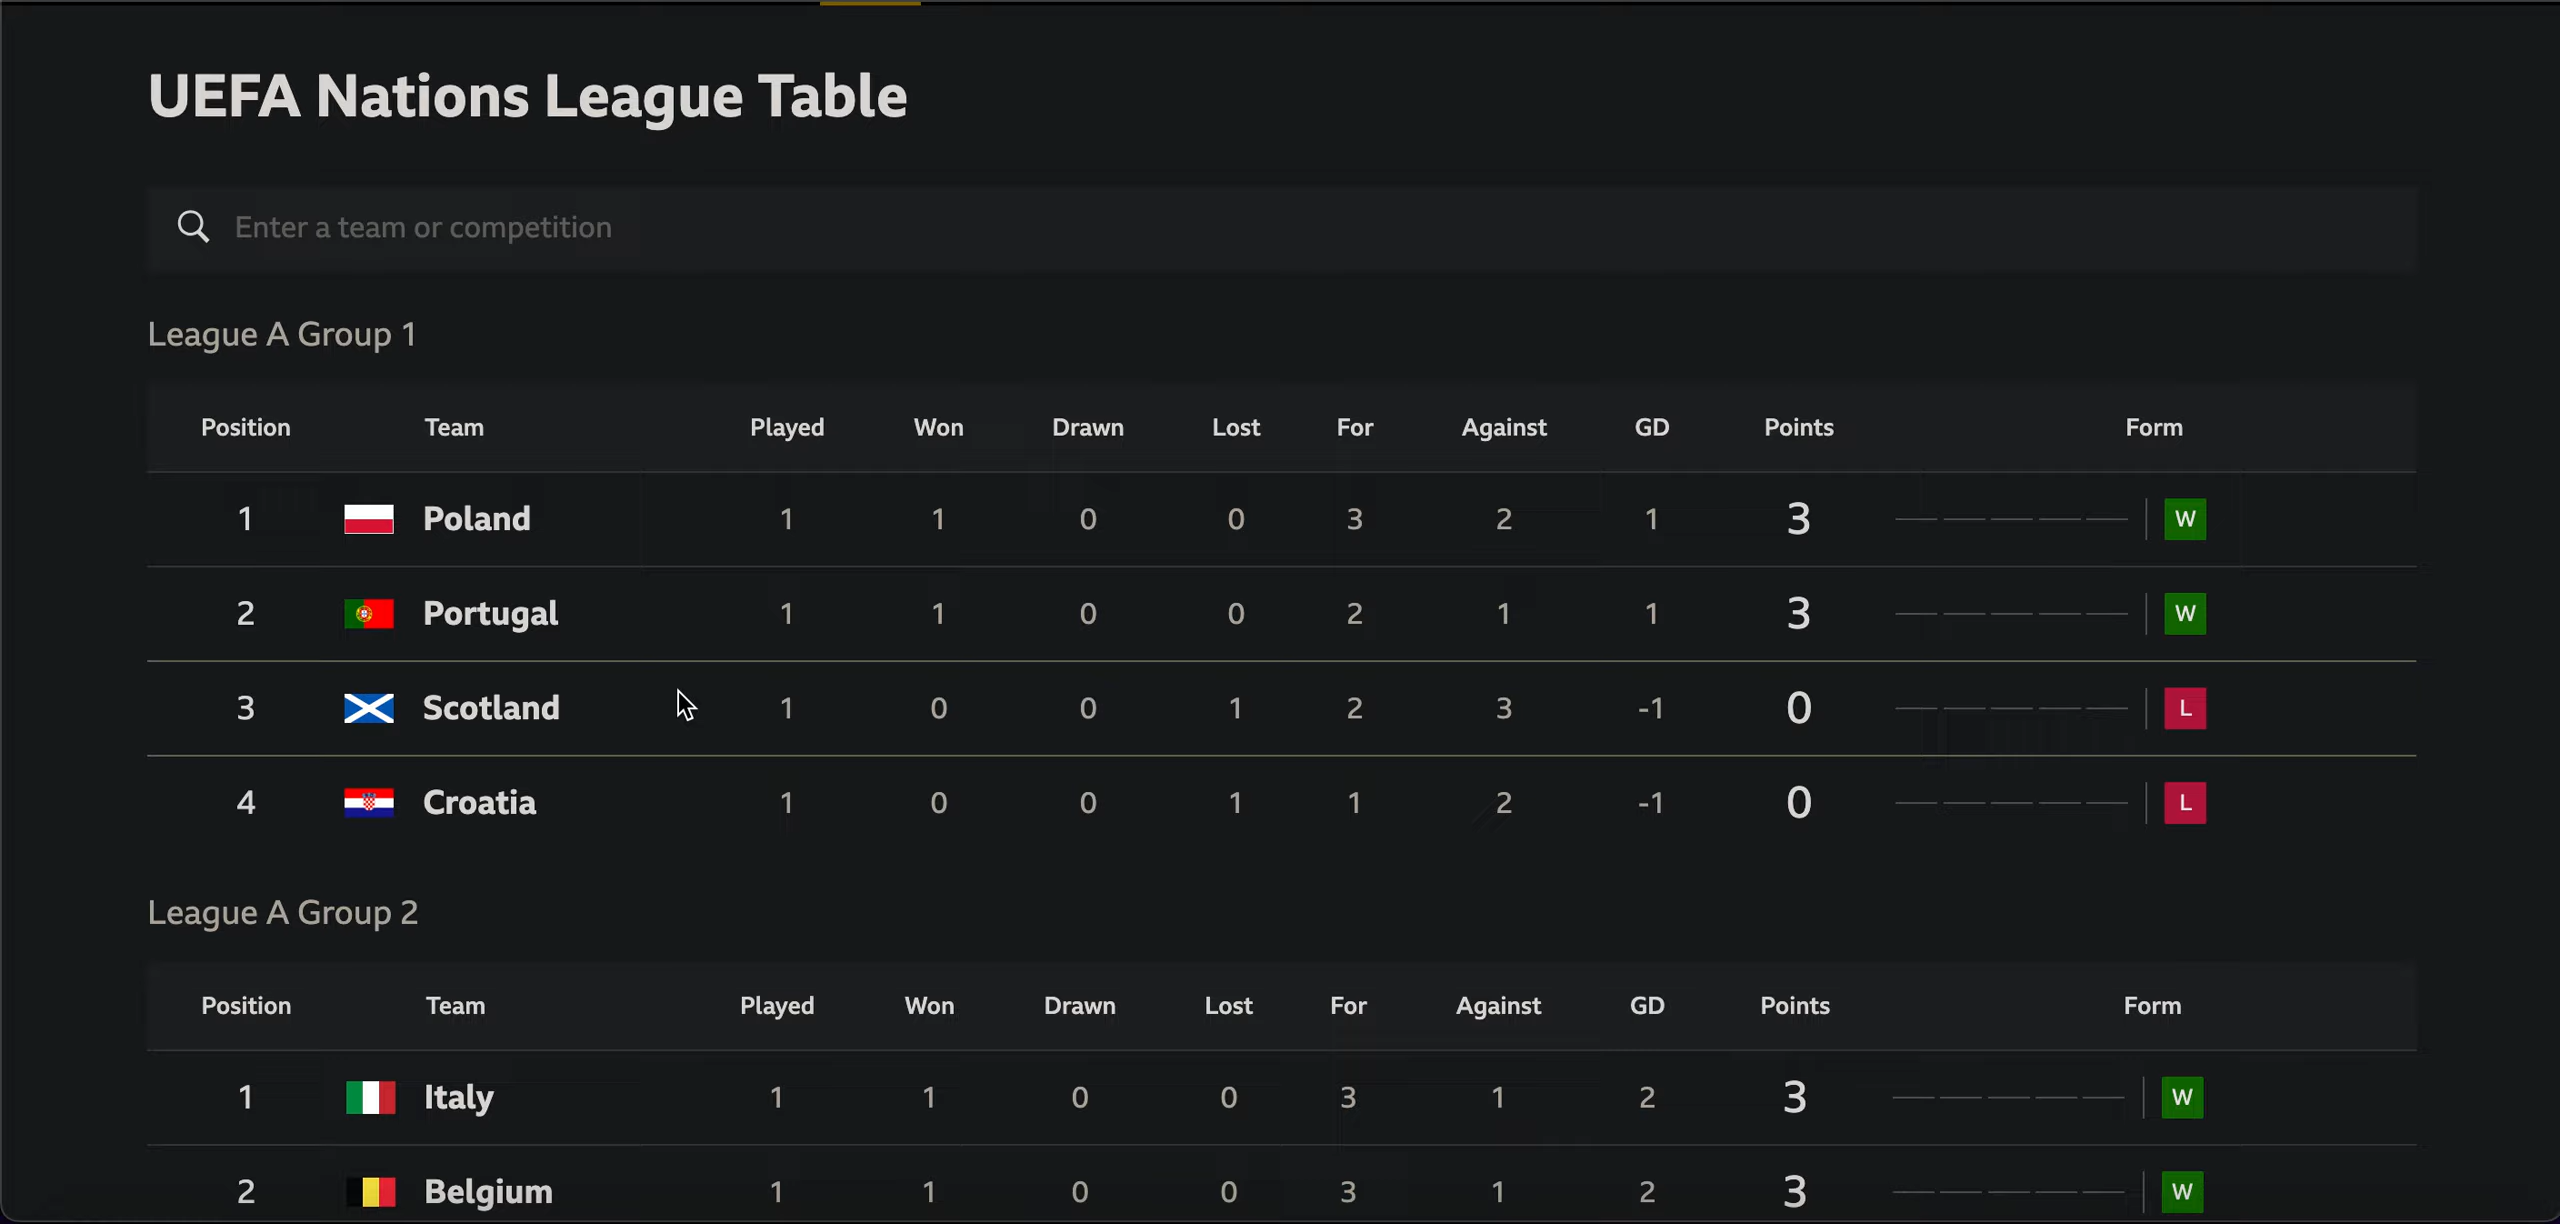 UEFA Nations League Table
Enter a team or competition
League A Group 1
Position Team Played Won Drawn Lost For Against GD Points Form
1 Poland 1 1 0 0 3 2 1 3 W
2 Portugal 1 1 0 0 2 1 1 3 W
3 Scotland 1 0 0 1 2 3 -1 0 L
4 Croatia 1 0 0 1 1 2 -1 0 L
League A Group 2
Position Team Played Won Drawn Lost For Against GD Points Form
1 Italy 1 1 0 0 3 1 2 3 W
2 Belgium 1 1 0 0 3 1 2 3 W